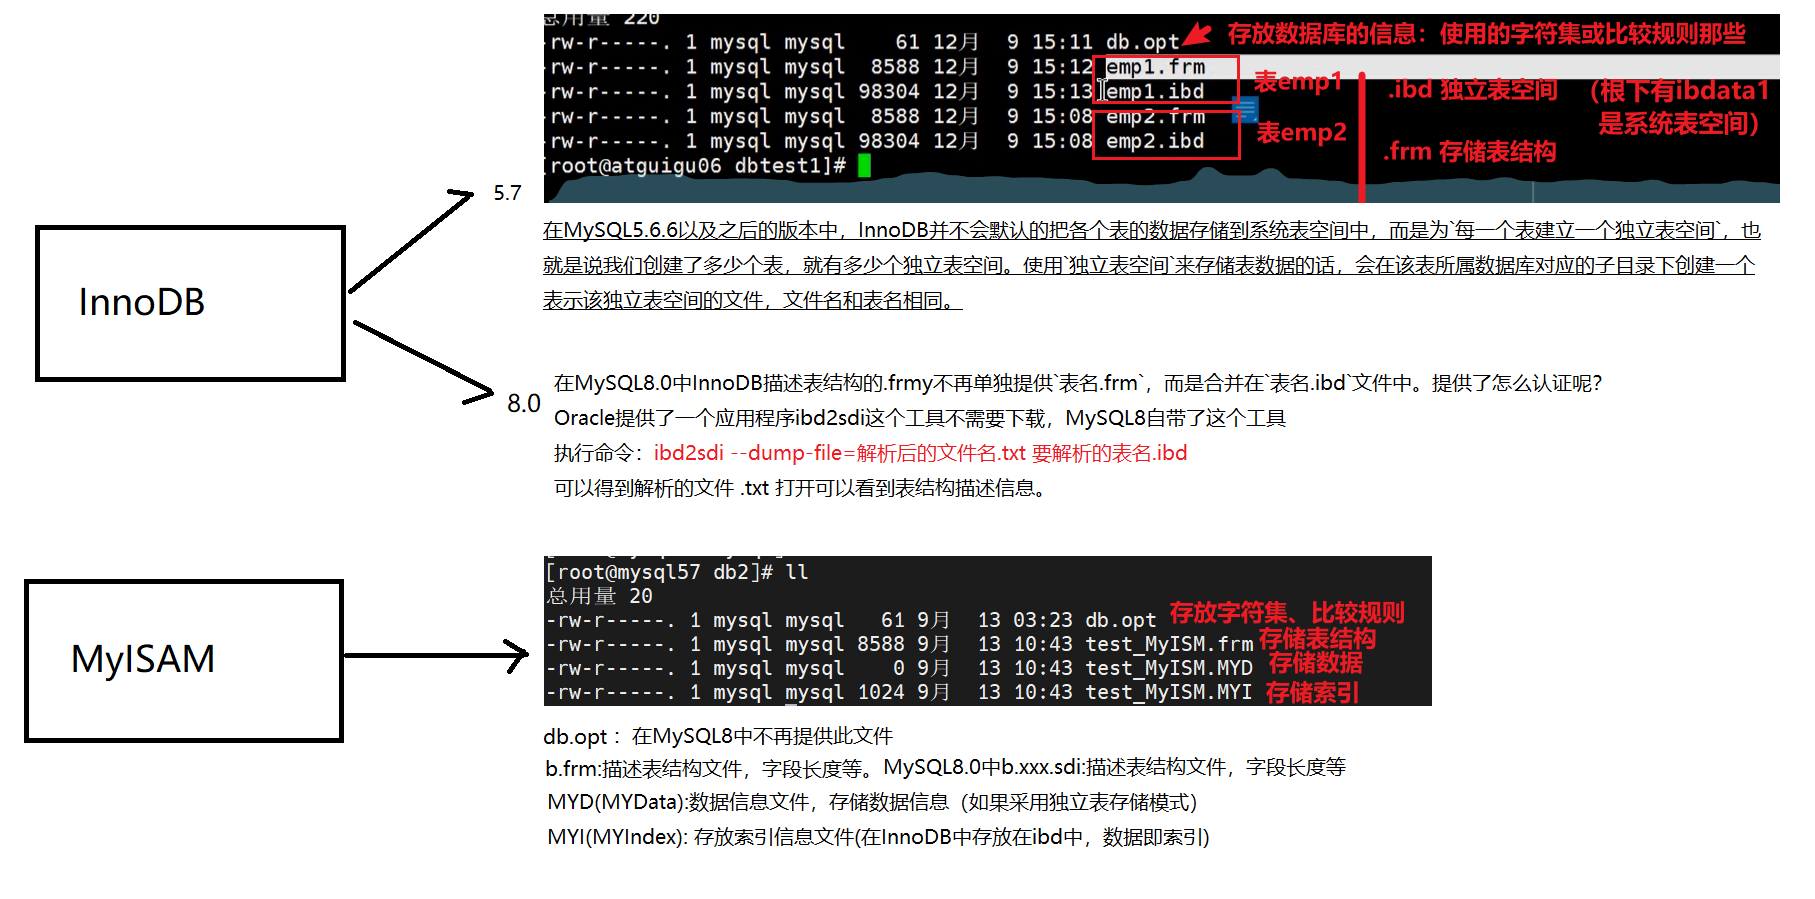 总用量 220
-rw-r-----. 1 mysql mysql 61 12月 9 15:11 db.opt 存放数据库的信息：使用的字符集或比较规则那些
-rw-r-----. 1 mysql mysql 8588 12月 9 15:12 emp1.frm
-rw-r-----. 1 mysql mysql 98304 12月 9 15:13 emp1.ibd
表emp1
.ibd 独立表空间 （根下有ibdata1
是系统表空间）
-rw-r-----. 1 mysql mysql 8588 12月 9 15:08 emp2.frm
-rw-r-----. 1 mysql mysql 98304 12月 9 15:08 emp2.ibd
表emp2
.frm 存储表结构
[root@atguigu06 dbtest1]#
5.7
在MySQL5.6.6以及之后的版本中，InnoDB并不会默认的把各个表的数据存储到系统表空间中，而是为`每一个表建立一个独立表空间`，也
就是说我们创建了多少个表，就有多少个独立表空间。使用`独立表空间`来存储表数据的话，会在该表所属数据库对应的子目录下创建一个
表示该独立表空间的文件，文件名和表名相同。
InnoDB
8.0
在MySQL8.0中InnoDB描述表结构的.frmy不再单独提供`表名.frm`，而是合并在`表名.ibd`文件中。提供了怎么认证呢？
Oracle提供了一个应用程序ibd2sdi这个工具不需要下载，MySQL8自带了这个工具
执行命令：ibd2sdi --dump-file=解析后的文件名.txt 要解析的表名.ibd
可以得到解析的文件 .txt 打开可以看到表结构描述信息。
MyISAM
[root@mysql57 db2]# ll
总用量 20
-rw-r-----. 1 mysql mysql 61 9月 13 03:23 db.opt 存放字符集、比较规则
-rw-r-----. 1 mysql mysql 8588 9月 13 10:43 test_MyISM.frm 存储表结构
-rw-r-----. 1 mysql mysql 0 9月 13 10:43 test_MyISM.MYD 存储数据
-rw-r-----. 1 mysql mysql 1024 9月 13 10:43 test_MyISM.MYI 存储索引
db.opt ：在MySQL8中不再提供此文件
b.frm:描述表结构文件，字段长度等。MySQL8.0中b.xxx.sdi:描述表结构文件，字段长度等
MYD(MYData):数据信息文件，存储数据信息（如果采用独立表存储模式）
MYI(MYIndex): 存放索引信息文件(在InnoDB中存放在ibd中，数据即索引)